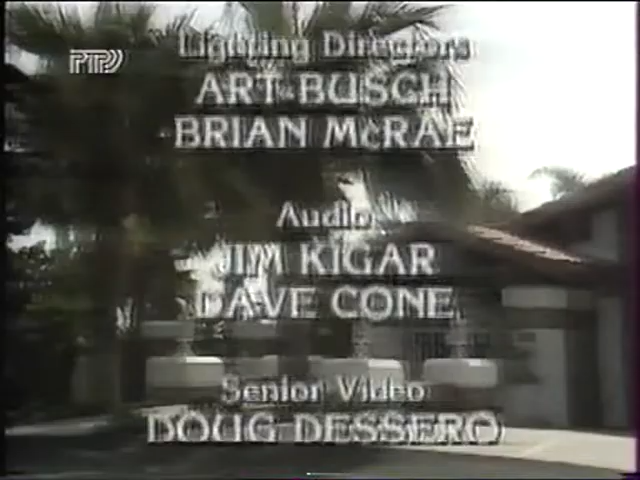 РТР
Lighting Directors
ART BUSCH
BRIAN McRAE
Audio
JIM KIGAR
DAVE CONE
Senior Video
DOUG DESSERO